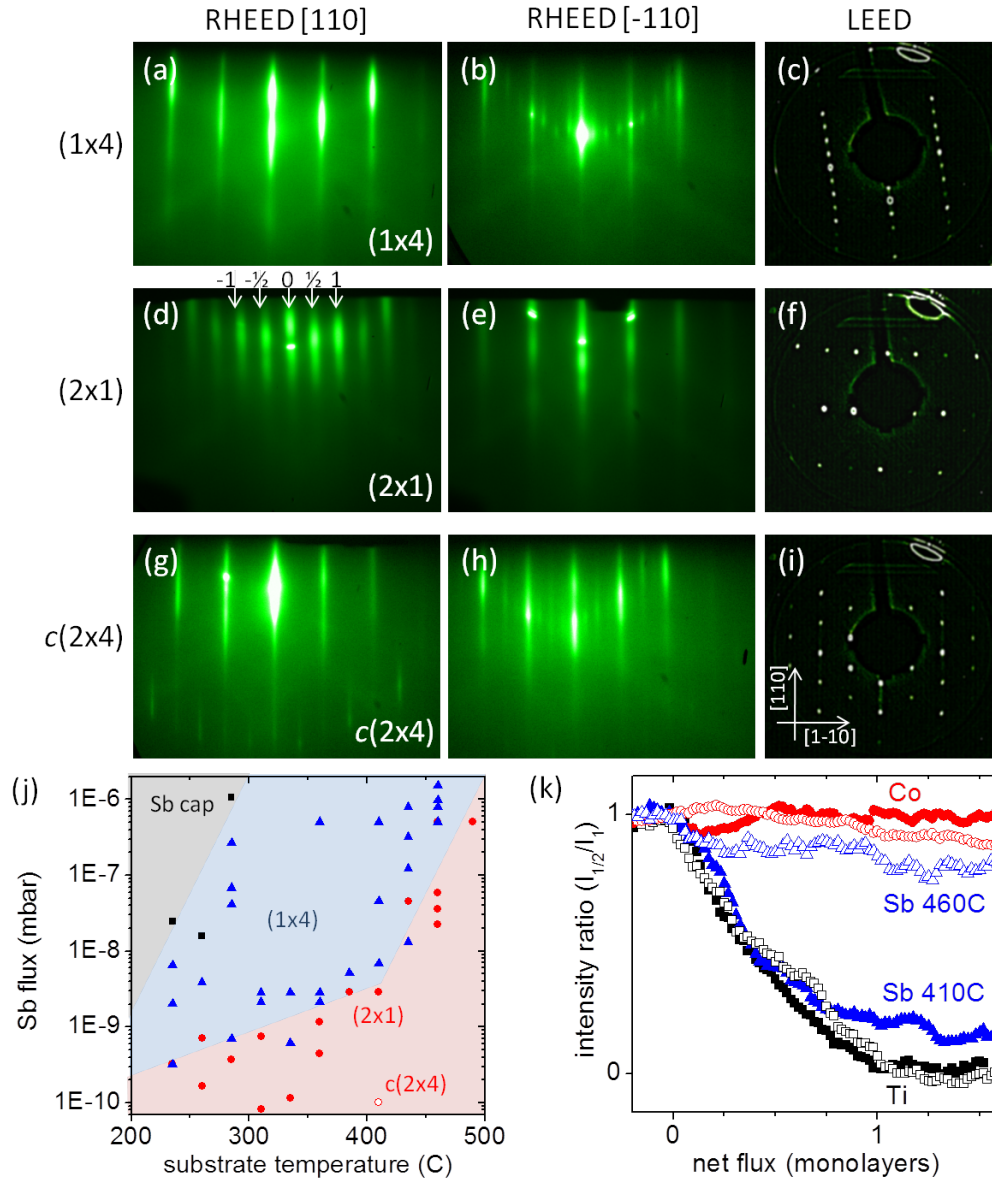 RHEED [110] RHEED [-110] LEED
(a) (b) (c)
(1x4)
(1x4)
-1 -½ 0 ½ 1
(d) (e) (f)
(2x1)
(2x1)
(g) (h) (i)
c(2x4)
[110]
[1-10]
c(2x4)
(j)
Sb flux (mbar)
1E-6
1E-7
1E-8
1E-9
1E-10
Sb cap
(1x4)
(2x1)
c(2x4)
200 300 400 500
substrate temperature (C)
(k)
intensity ratio (I1/2/I1)
1
0
Co
Sb 460C
Sb 410C
Ti
0 1
net flux (monolayers)